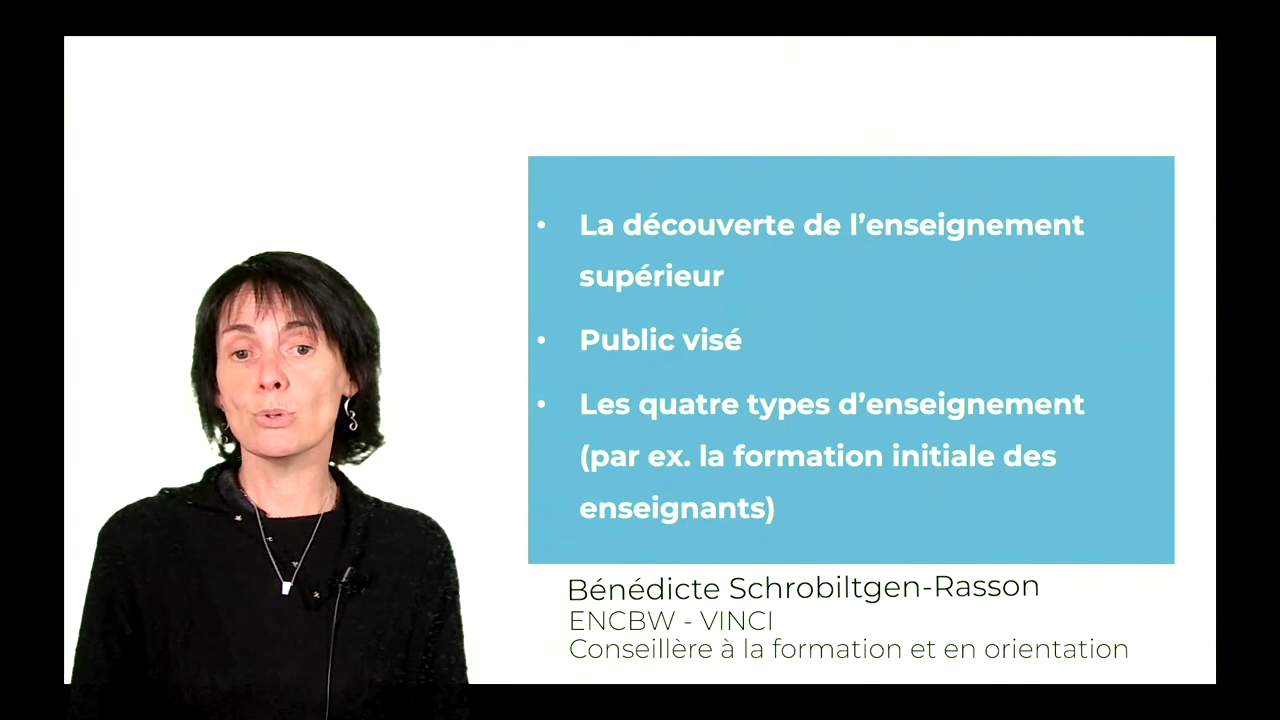 • La découverte de l’enseignement
supérieur
• Public visé
• Les quatre types d’enseignement
(par ex. la formation initiale des
enseignants)
Bénédicte Schrobiltgen-Rasson
ENCBW - VINCI
Conseillère à la formation et en orientation